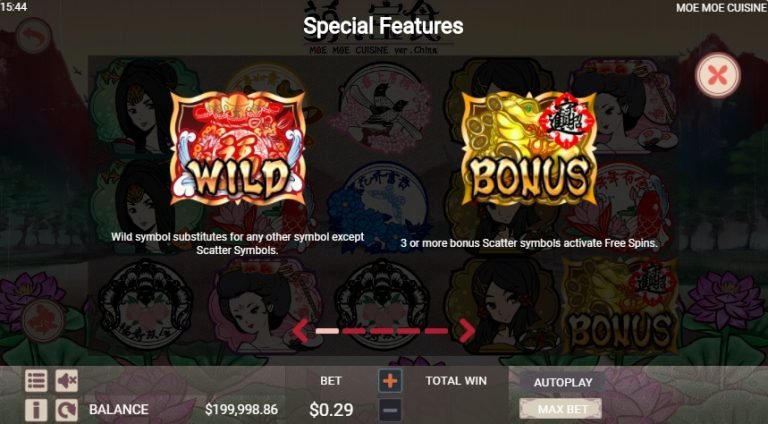 15:44
MOE MOE CUISINE
Special Features
MOE MOE CUISINE ver.China
WILD
BONUS
Wild symbol substitutes for any other symbol except
Scatter Symbols.
3 or more bonus Scatter symbols activate Free Spins.
BONUS
BET
TOTAL WIN
AUTOPLAY
BALANCE
$199,998.86
$0.29
MAX BET